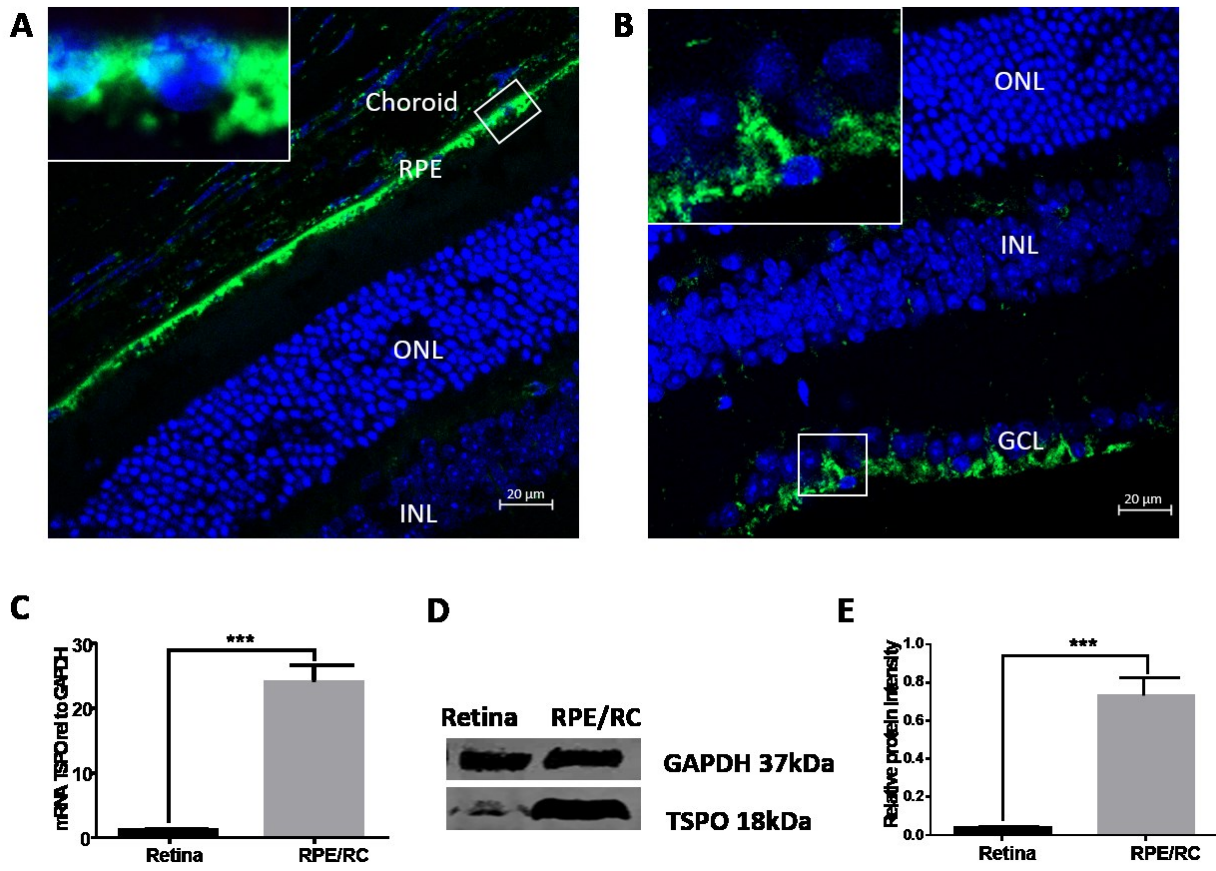 A
Choroid
RPE
ONL
INL
20 µm
B
ONL
INL
GCL
20 µm
C
mRNA TSPO rel to GAPDH
30
20
10
0
***
Retina
RPE/RC
D
Retina RPE/RC
GAPDH 37kDa
TSPO 18kDa
E
Relative protein intensity
1.0
0.8
0.6
0.4
0.2
0.0
***
Retina
RPE/RC